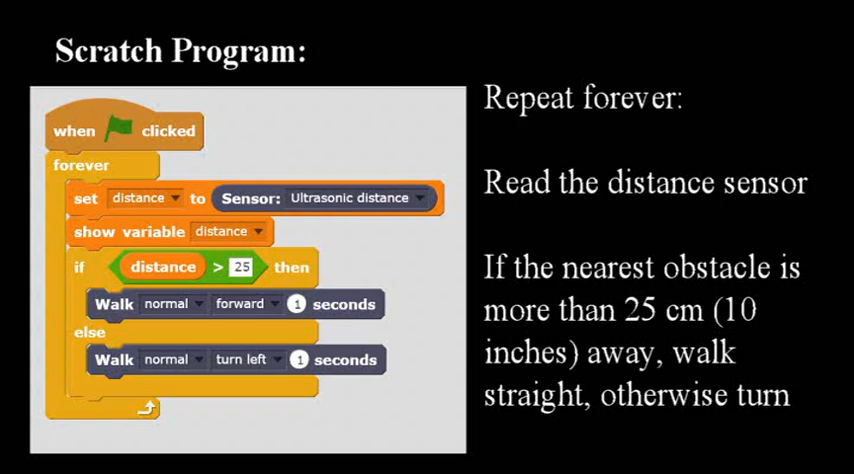 Scratch Program:
when clicked
forever
set distance to Sensor: Ultrasonic distance
show variable distance
if distance > 25 then
Walk normal forward 1 seconds
else
Walk normal turn left 1 seconds
Repeat forever:
Read the distance sensor
If the nearest obstacle is
more than 25 cm (10
inches) away, walk
straight, otherwise turn